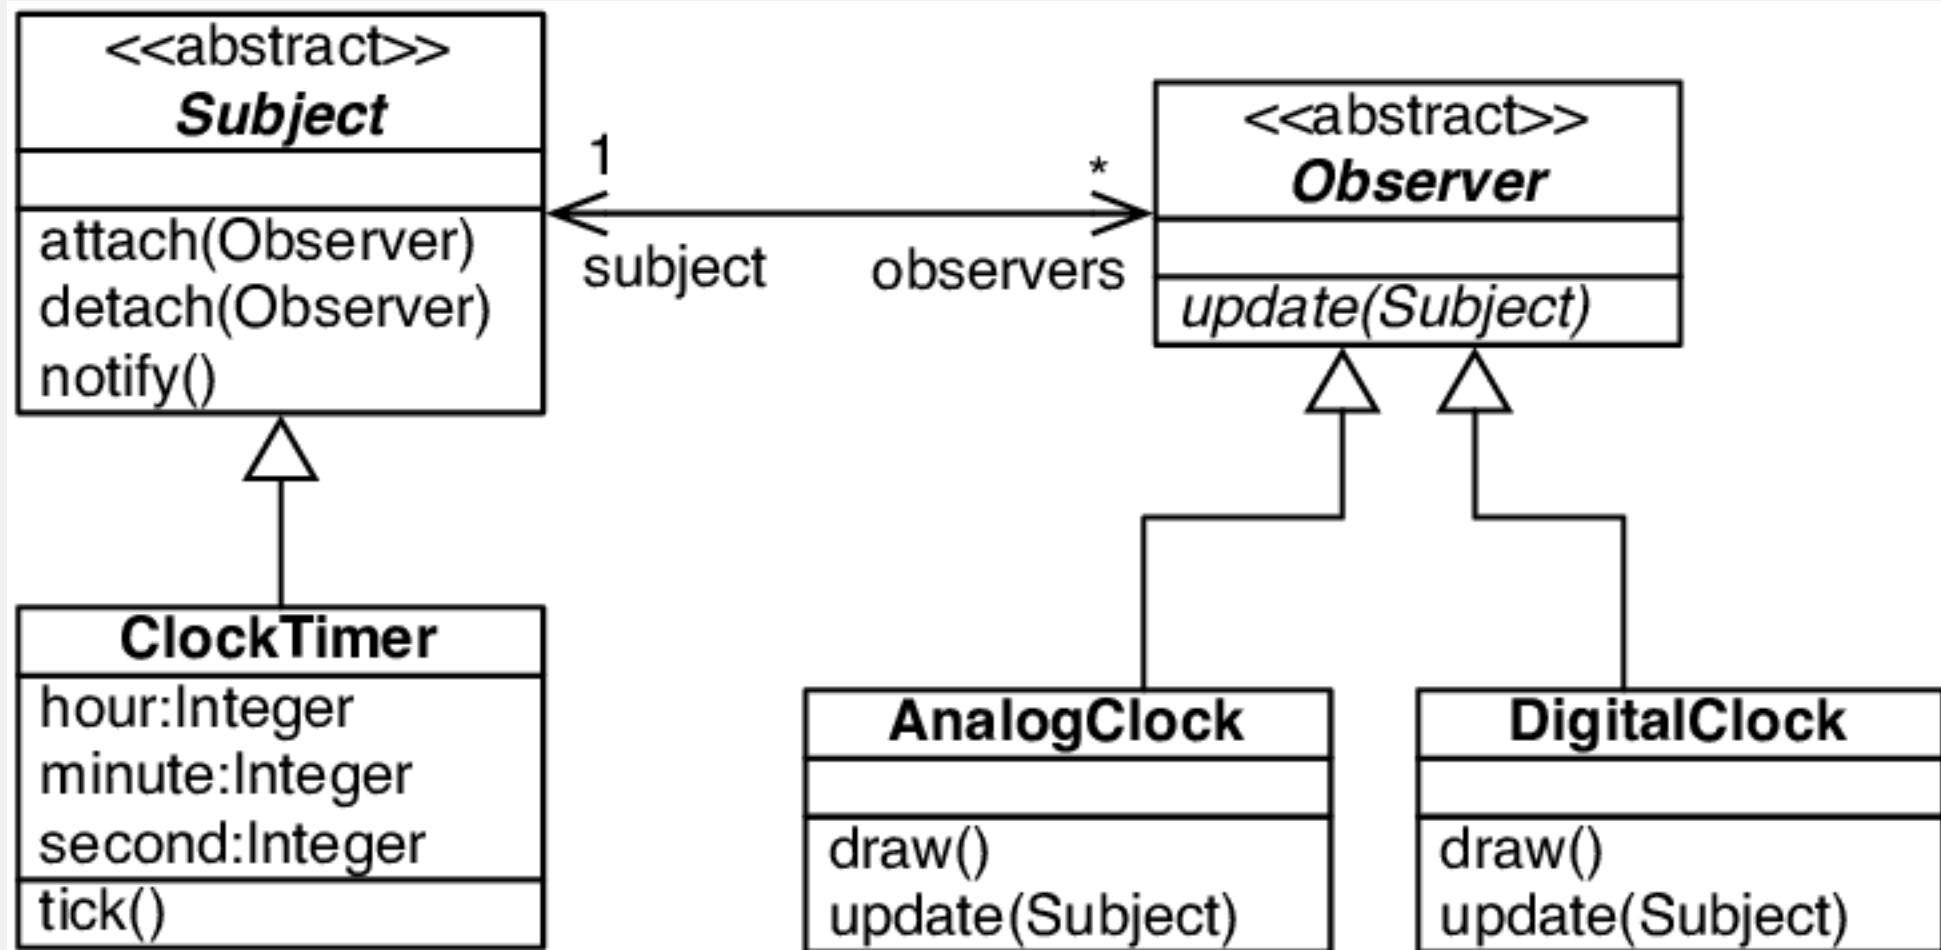 <<abstract>>
Subject
attach(Observer)
detach(Observer)
notify()
1
*
subject
observers
<<abstract>>
Observer
update(Subject)
ClockTimer
hour:Integer
minute:Integer
second:Integer
tick()
AnalogClock
draw()
update(Subject)
DigitalClock
draw()
update(Subject)